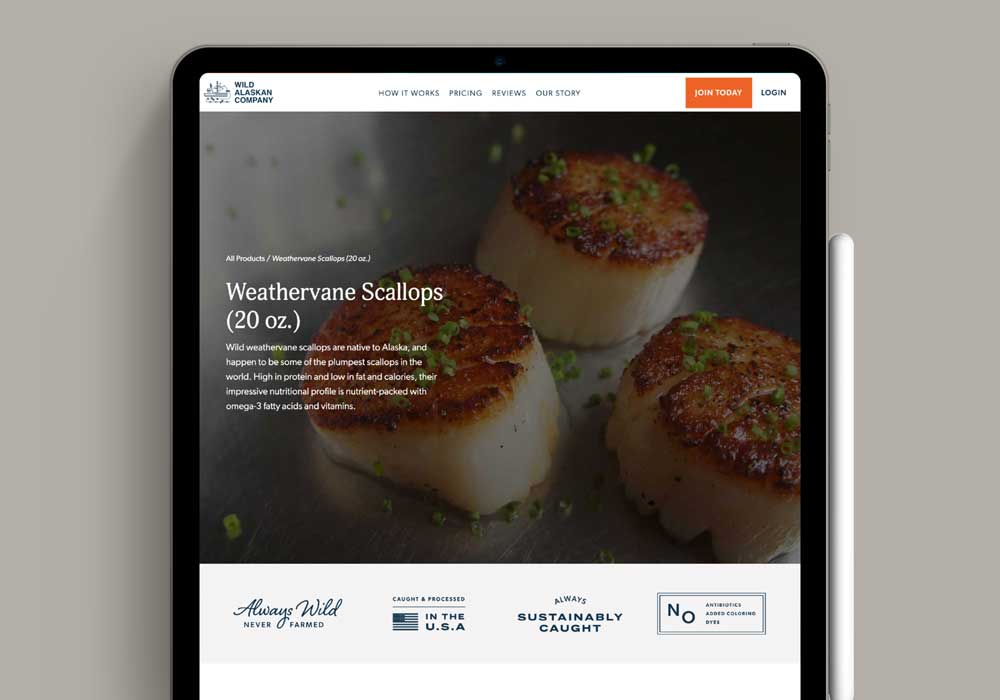 WILD
ALASKAN
COMPANY
HOW IT WORKS PRICING REVIEWS OUR STORY
JOIN TODAY LOGIN
All Products / Weathervane Scallops (20 oz.)
Weathervane Scallops
(20 oz.)
Wild weathervane scallops are native to Alaska, and
happen to be some of the plumpest scallops in the
world. High in protein and low in fat and calories, their
impressive nutritional profile is nutrient-packed with
omega-3 fatty acids and vitamins.
Always Wild
NEVER FARMED
CAUGHT & PROCESSED
IN THE
U.S.A
ALWAYS
SUSTAINABLY
CAUGHT
NO
ANTIBIOTICS
ADDED COLORING
DYES